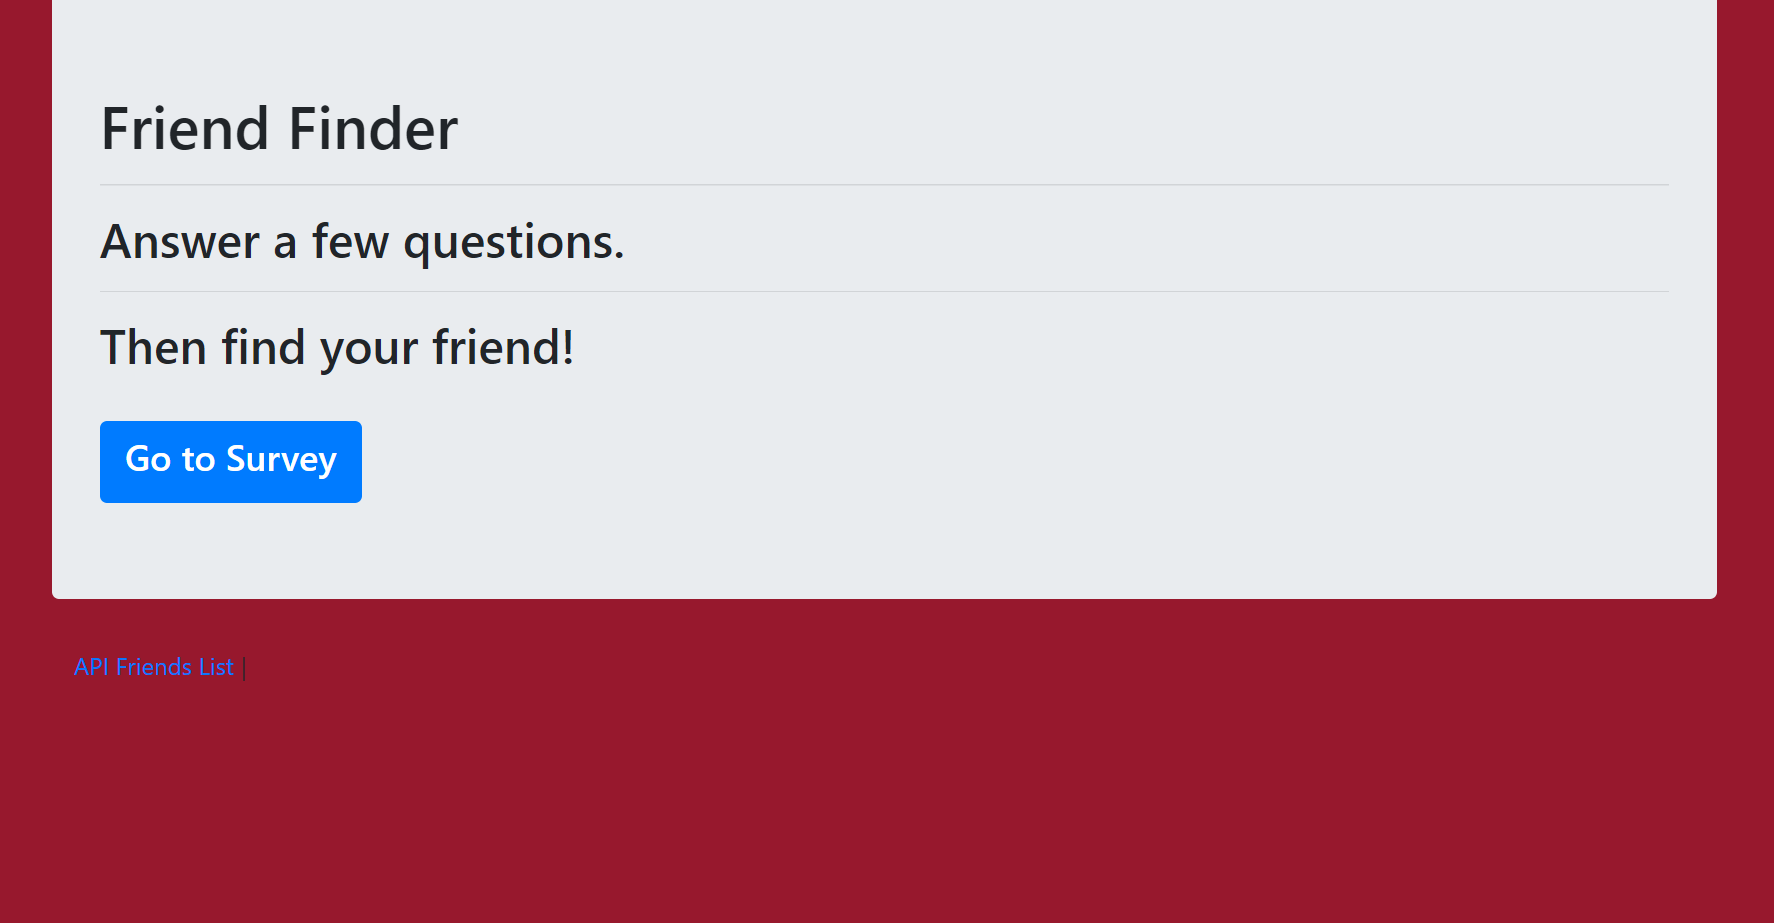 Friend Finder
Answer a few questions.
Then find your friend!
Go to Survey
API Friends List |